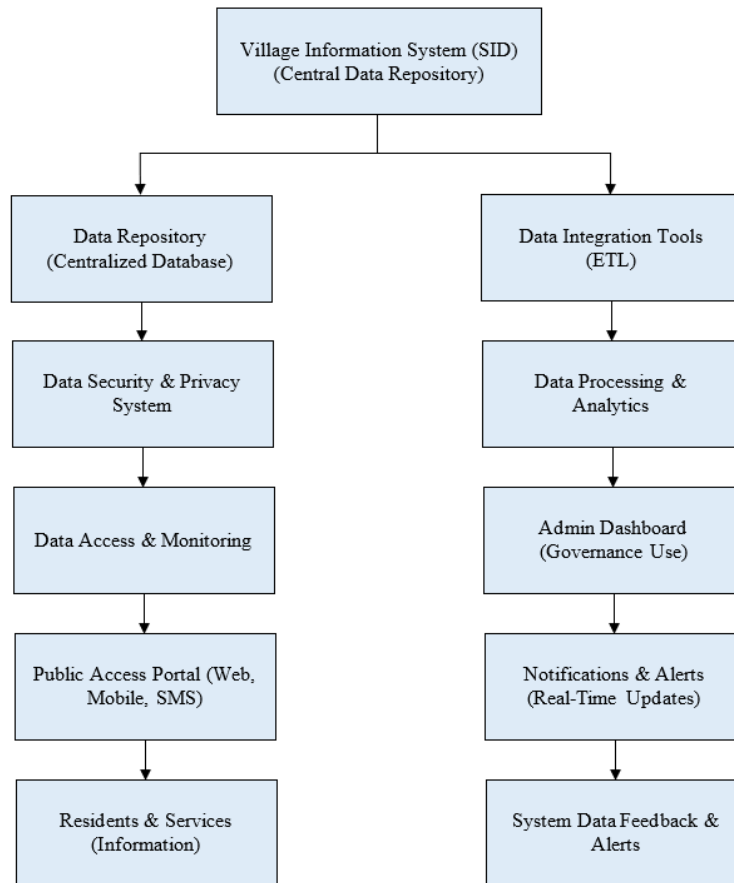 Village Information System (SID)
(Central Data Repository)
Data Repository
(Centralized Database)
Data Integration Tools
(ETL)
Data Security & Privacy
System
Data Processing &
Analytics
Data Access & Monitoring
Admin Dashboard
(Governance Use)
Public Access Portal (Web,
Mobile, SMS)
Notifications & Alerts
(Real-Time Updates)
Residents & Services
(Information)
System Data Feedback &
Alerts